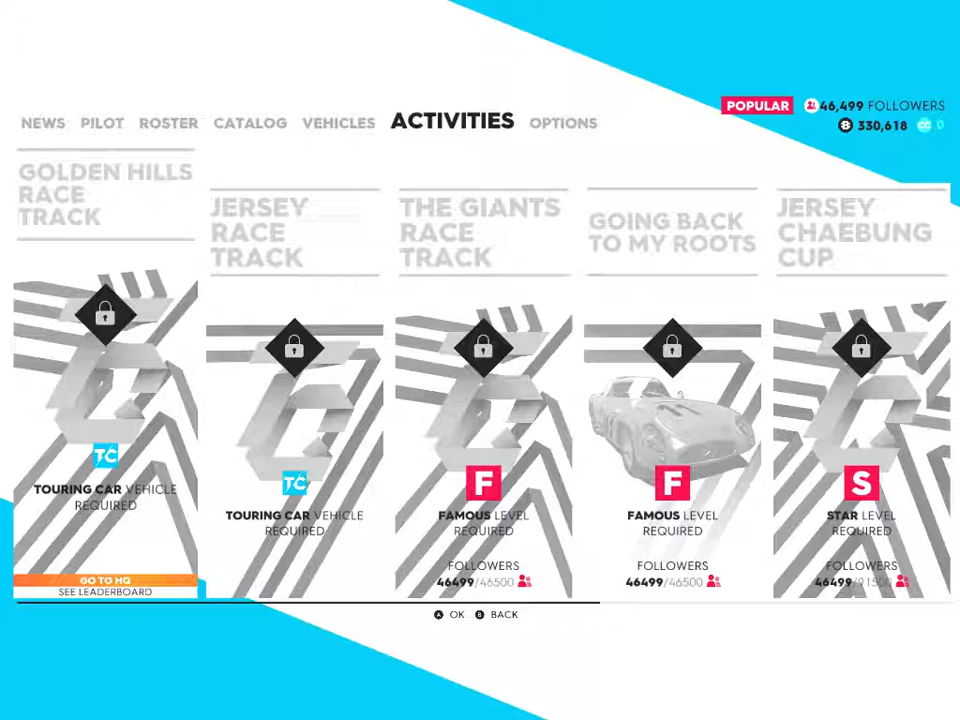 POPULAR 46,499 FOLLOWERS
330,618 CC 0
NEWS PILOT ROSTER CATALOG VEHICLES ACTIVITIES OPTIONS
GOLDEN HILLS
RACE
TRACK
TC
TOURING CAR VEHICLE
REQUIRED
GO TO HQ
SEE LEADERBOARD
JERSEY
RACE
TRACK
TC
TOURING CAR VEHICLE
REQUIRED
THE GIANTS
RACE
TRACK
F
FAMOUS LEVEL
REQUIRED
FOLLOWERS
46499/46500
GOING BACK
TO MY ROOTS
F
FAMOUS LEVEL
REQUIRED
FOLLOWERS
46499/46500
JERSEY
CHAEBUNG
CUP
S
STAR LEVEL
REQUIRED
FOLLOWERS
46499/91500
A OK B BACK